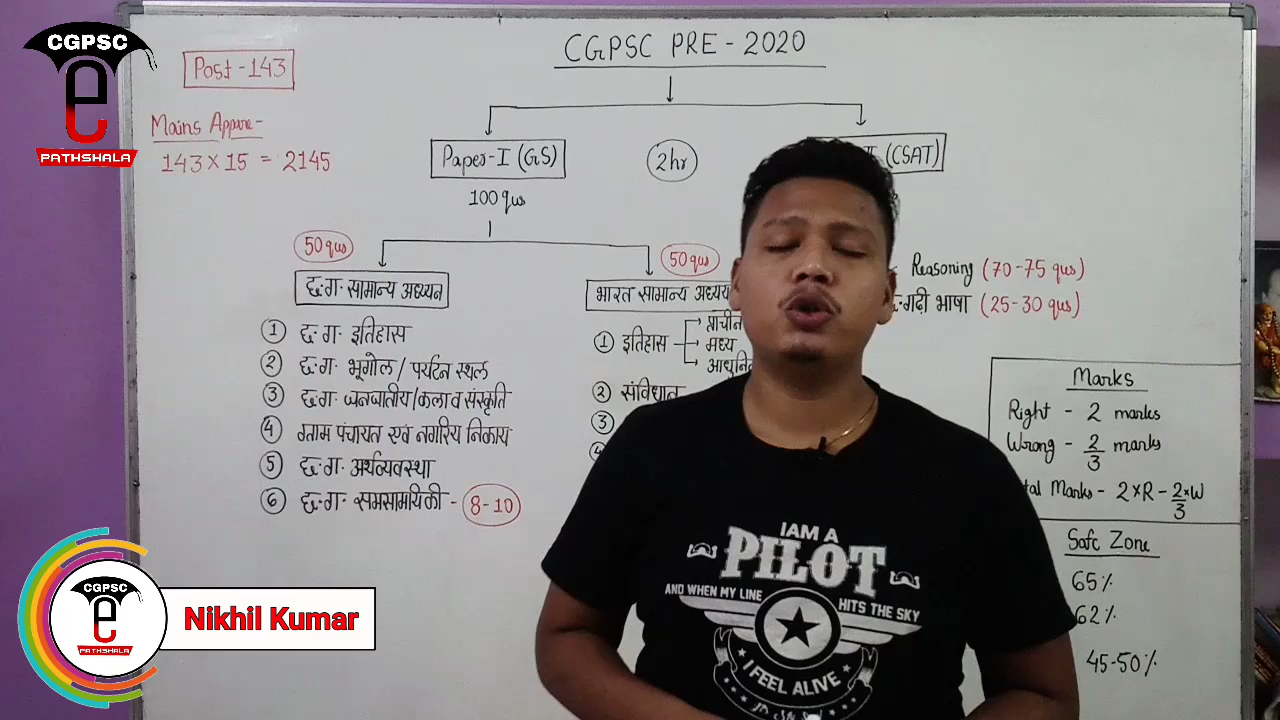 CGPSC
e
PATHSHALA
Post - 143
Mains Appare -
143 × 15 = 2145
CGPSC PRE - 2020
Paper-I (GS)
2hr
(CSAT)
100 qus
50 qus
50 qus
छ॰ग॰ सामान्य अध्ययन
भारत सामान्य अध्यय
① छ॰ग॰ इतिहास
② छ॰ग॰ भूगोल / पर्यटन स्थल
③ छ॰ग॰ जनजातीय/कला व संस्कृति
④ ग्राम पंचायत एवं नगरिय निकाय
⑤ छ॰ग॰ अर्थव्यवस्था
⑥ छ॰ग॰ समसामयिकी - 8-10
① इतिहास
प्राचीन
मध्य
आधुनि
② संविधान
③
Reasoning (70-75 qus)
गढ़ी भाषा (25-30 qus)
Marks
Right - 2 marks
Wrong - 2/3 marks
tal Marks - 2×R - 2×W/3
Safe Zone
65%
62%
45-50%
IAM A
PILOT
AND WHEN MY LINE
HITS THE SKY
I FEEL ALIVE
CGPSC
e
PATHSHALA
Nikhil Kumar